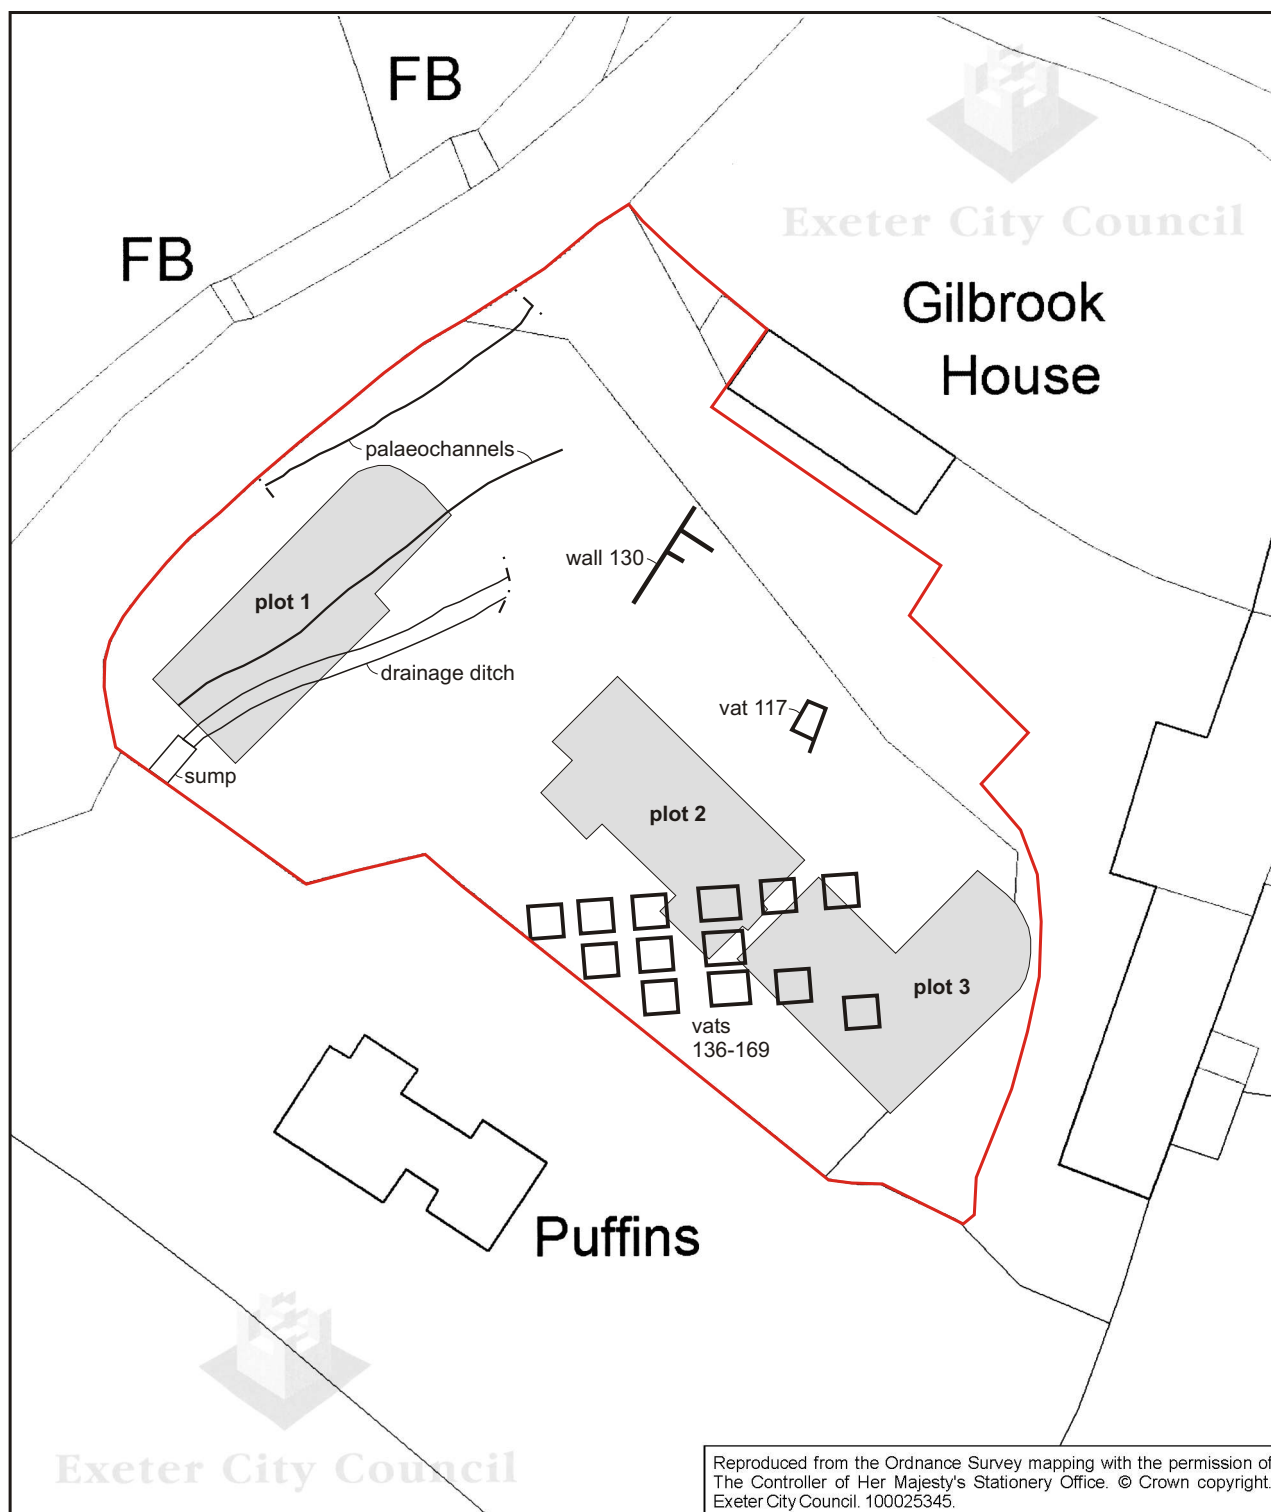 FB
Exeter City Council
FB
Gilbrook
House
palaeochannels
wall 130
plot 1
drainage ditch
vat 117
sump
plot 2
plot 3
vats
136-169
Puffins
Exeter City Council
Reproduced from the Ordnance Survey mapping with the permission of
The Controller of Her Majesty's Stationery Office. © Crown copyright.
Exeter City Council. 100025345.